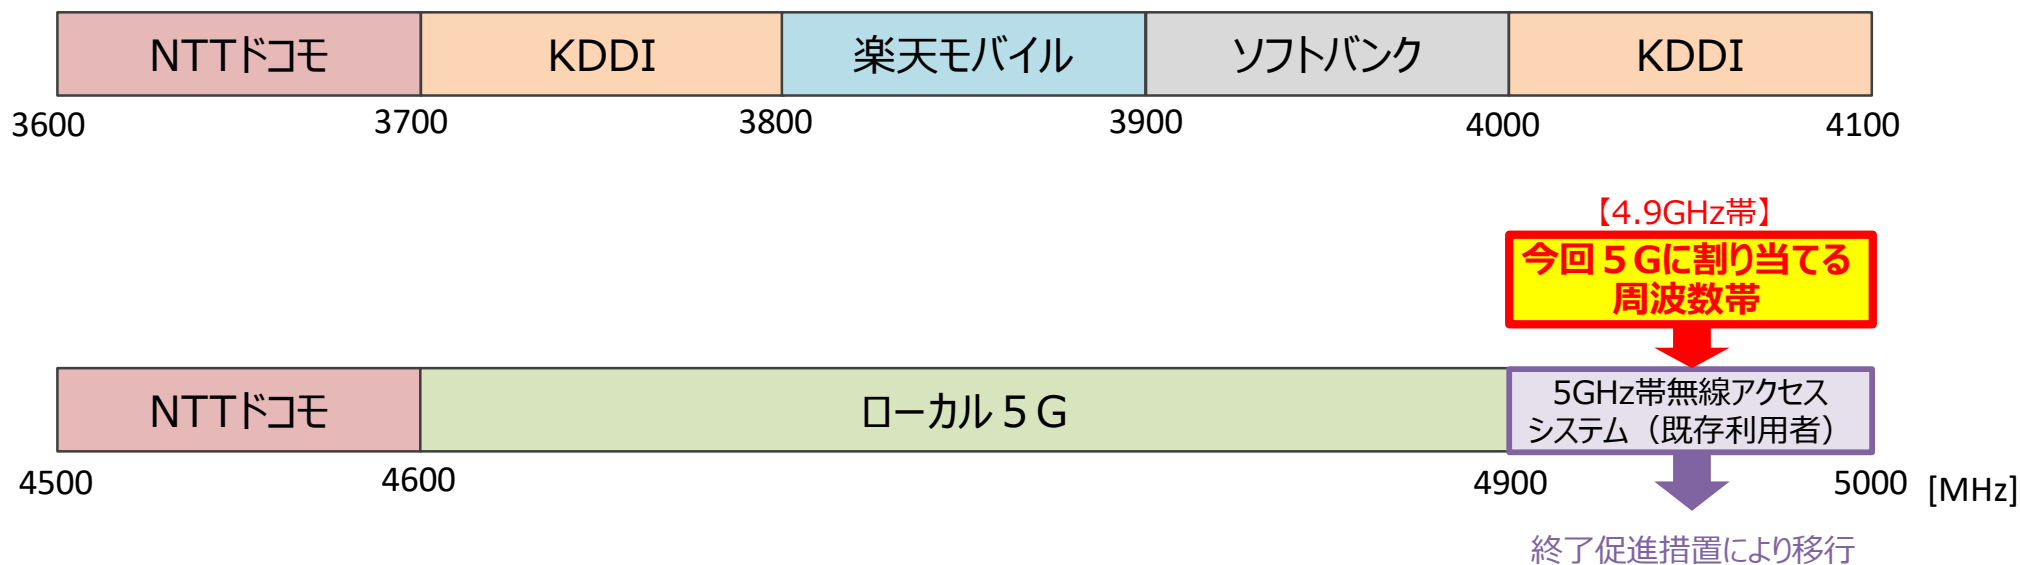 NTTドコモ
KDDI
楽天モバイル
ソフトバンク
KDDI
3600
3700
3800
3900
4000
4100
【4.9GHz帯】
今回５Gに割り当てる
周波数帯
NTTドコモ
ローカル５G
5GHz帯無線アクセス
システム（既存利用者）
4500
4600
4900
5000
[MHz]
終了促進措置により移行